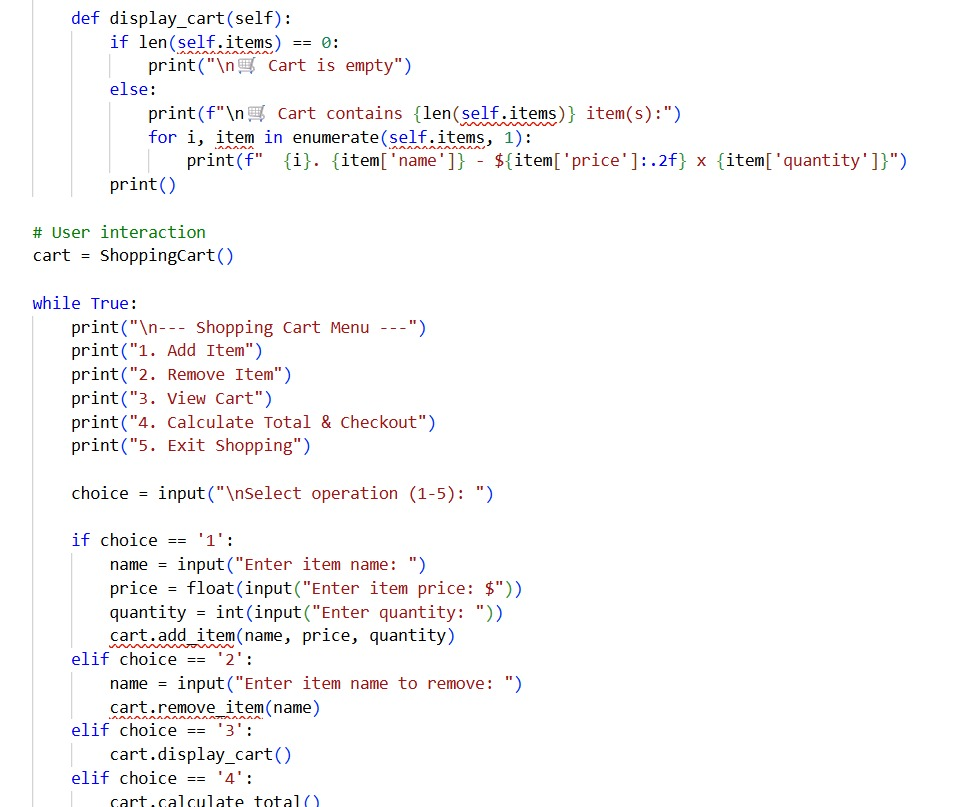 def display_cart(self):
    if len(self.items) == 0:
        print("\n🛒 Cart is empty")
    else:
        print(f"\n🛒 Cart contains {len(self.items)} item(s):")
        for i, item in enumerate(self.items, 1):
            print(f"  {i}. {item['name']} - ${item['price']:.2f} x {item['quantity']}")
    print()
# User interaction
cart = ShoppingCart()
while True:
    print("\n--- Shopping Cart Menu ---")
    print("1. Add Item")
    print("2. Remove Item")
    print("3. View Cart")
    print("4. Calculate Total & Checkout")
    print("5. Exit Shopping")
    choice = input("\nSelect operation (1-5): ")
    if choice == '1':
        name = input("Enter item name: ")
        price = float(input("Enter item price: $"))
        quantity = int(input("Enter quantity: "))
        cart.add_item(name, price, quantity)
    elif choice == '2':
        name = input("Enter item name to remove: ")
        cart.remove_item(name)
    elif choice == '3':
        cart.display_cart()
    elif choice == '4':
        cart.calculate_total()